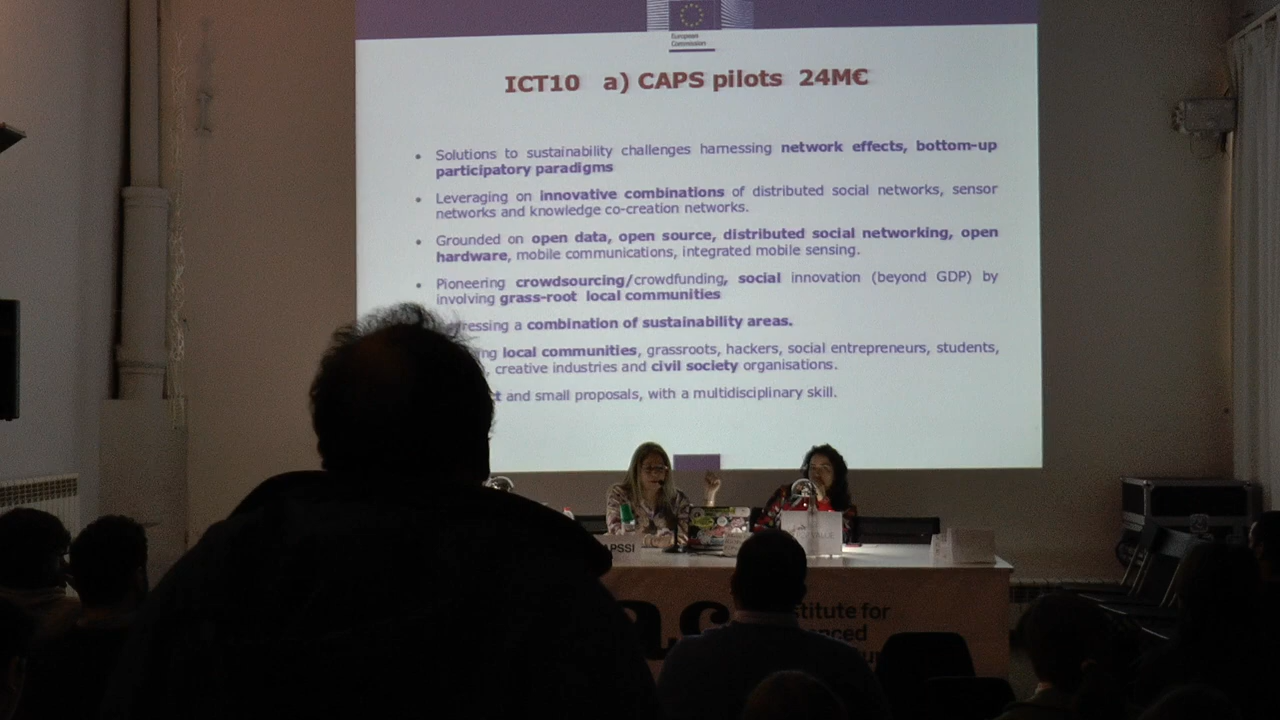 European
Commission
ICT10 a) CAPS pilots 24M€
• Solutions to sustainability challenges harnessing network effects, bottom-up
participatory paradigms
• Leveraging on innovative combinations of distributed social networks, sensor
networks and knowledge co-creation networks.
• Grounded on open data, open source, distributed social networking, open
hardware, mobile communications, integrated mobile sensing.
• Pioneering crowdsourcing/crowdfunding, social innovation (beyond GDP) by
involving grass-root local communities
ressing a combination of sustainability areas.
ng local communities, grassroots, hackers, social entrepreneurs, students,
, creative industries and civil society organisations.
t and small proposals, with a multidisciplinary skill.
APSSI
stitute for